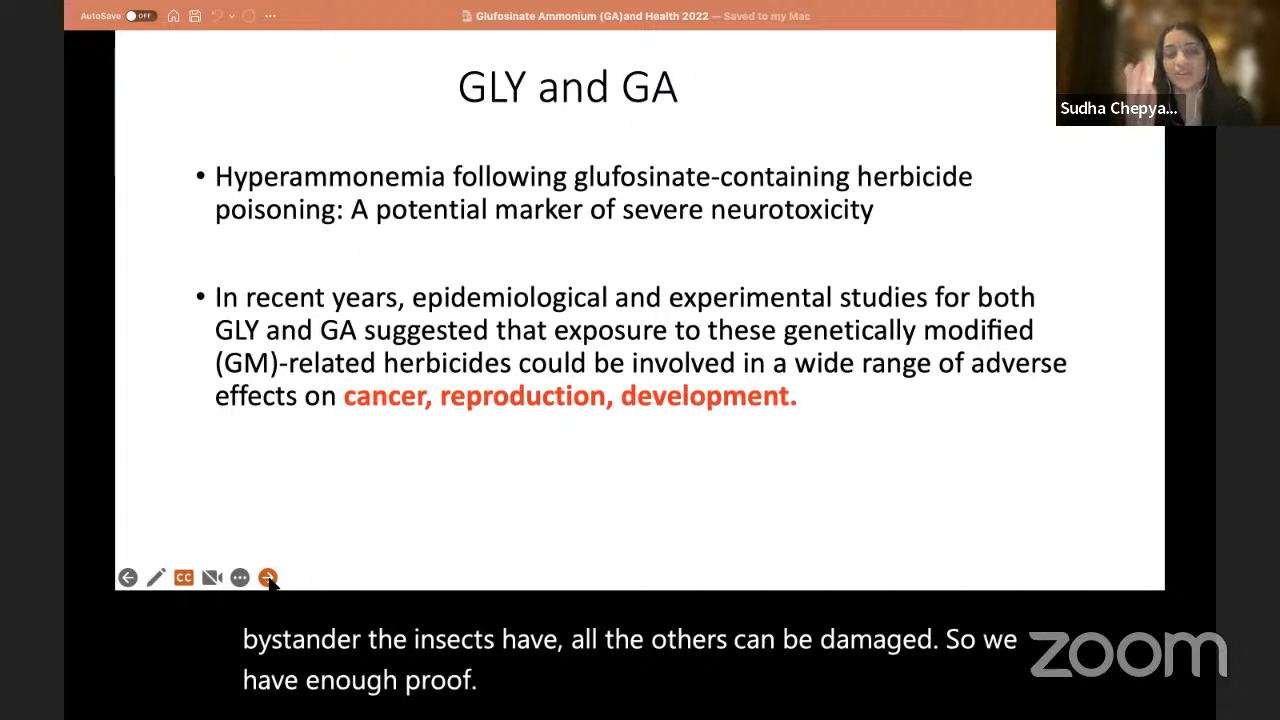 AutoSave OFF
Glufosinate Ammonium (GA)and Health 2022 — Saved to my Mac
GLY and GA
Sudha Chepya...
• Hyperammonemia following glufosinate-containing herbicide
poisoning: A potential marker of severe neurotoxicity
• In recent years, epidemiological and experimental studies for both
GLY and GA suggested that exposure to these genetically modified
(GM)-related herbicides could be involved in a wide range of adverse
effects on cancer, reproduction, development.
CC
bystander the insects have, all the others can be damaged. So we
have enough proof.
zoom